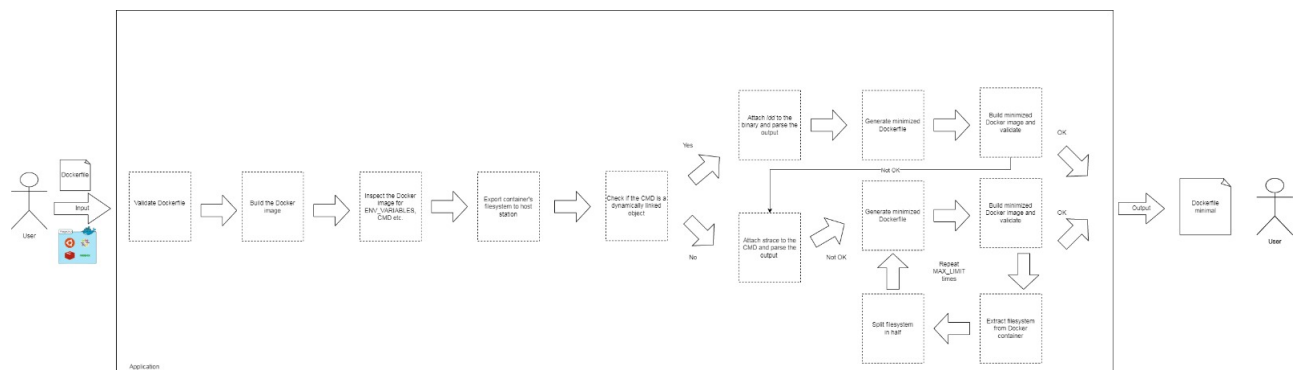 Dockerfile
Input
User
Validate Dockerfile
Build the Docker
image
Inspect the Docker
image for
ENV_VARIABLES,
CMD etc.
Export container's
filesystem to host
station
Check if the CMD is a
dynamically linked
object
Yes
No
Attach ldd to the
binary and parse the
output
Generate minimized
Dockerfile
Build minimized
Docker image and
validate
OK
Not OK
Attach strace to the
CMD and parse the
output
Not OK
Generate minimized
Dockerfile
Build minimized
Docker image and
validate
OK
Repeat
MAX_LIMIT
times
Split filesystem
in half
Extract filesystem
from Docker
container
Output
Dockerfile
minimal
User
Application